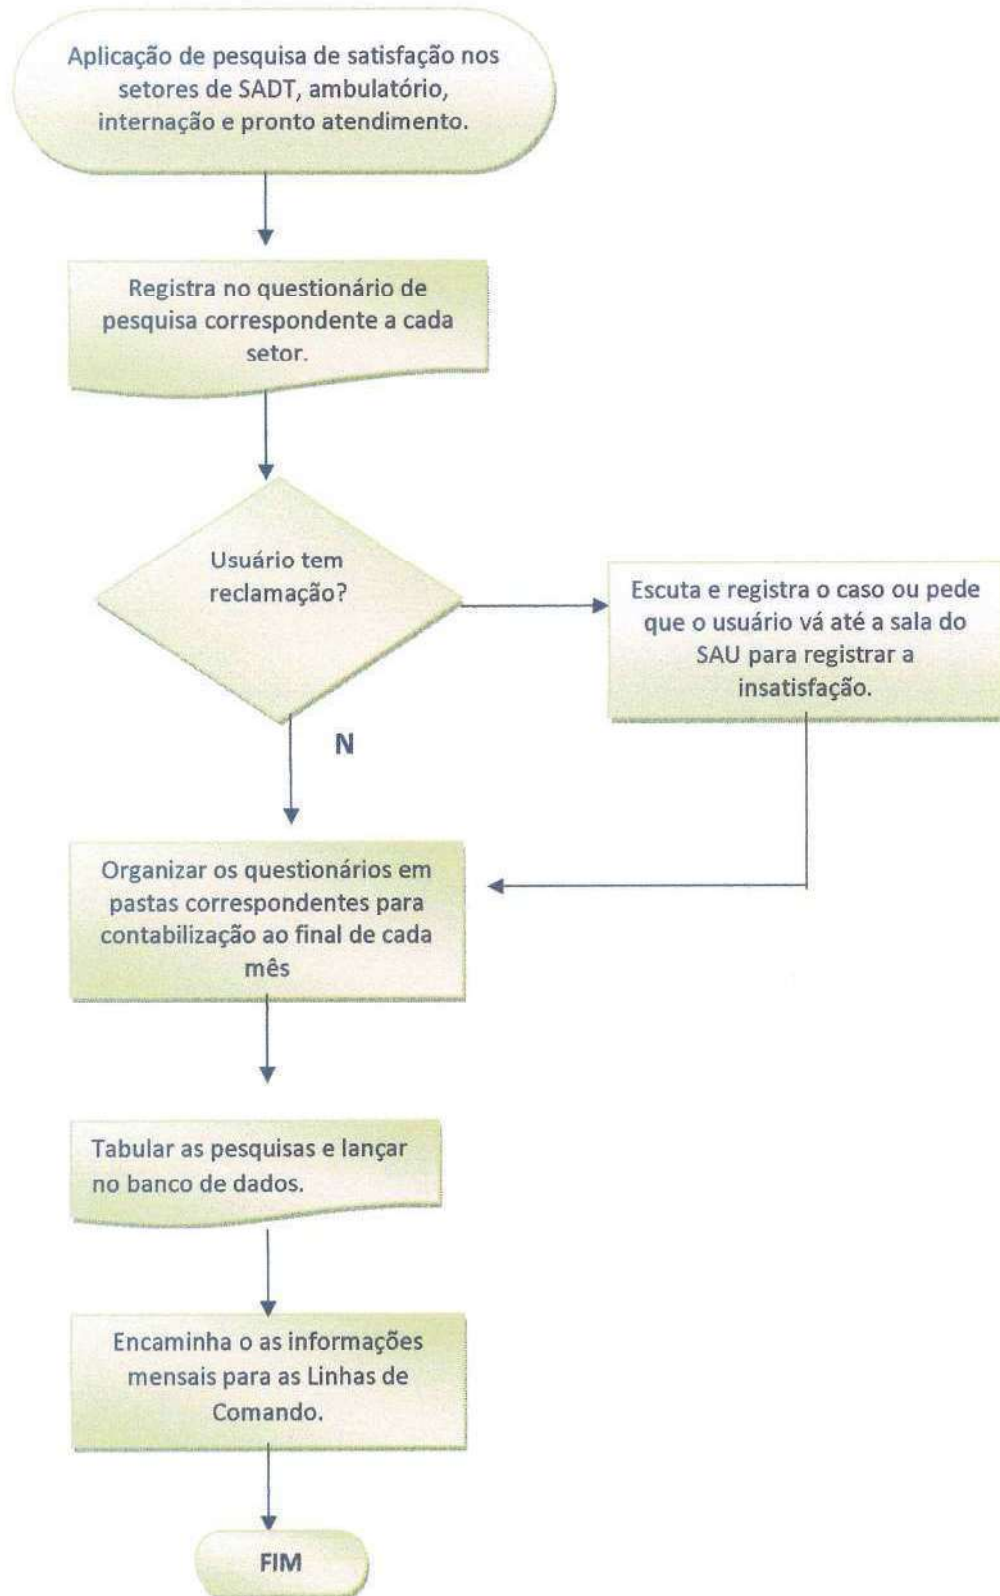 Aplicação de pesquisa de satisfação nos
setores de SADT, ambulatório,
internação e pronto atendimento.
Registra no questionário de
pesquisa correspondente a cada
setor.
Usuário tem
reclamação?
Escuta e registra o caso ou pede
que o usuário vá até a sala do
SAU para registrar a
insatisfação.
N
Organizar os questionários em
pastas correspondentes para
contabilização ao final de cada
mês
Tabular as pesquisas e lançar
no banco de dados.
Encaminha o as informações
mensais para as Linhas de
Comando.
FIM